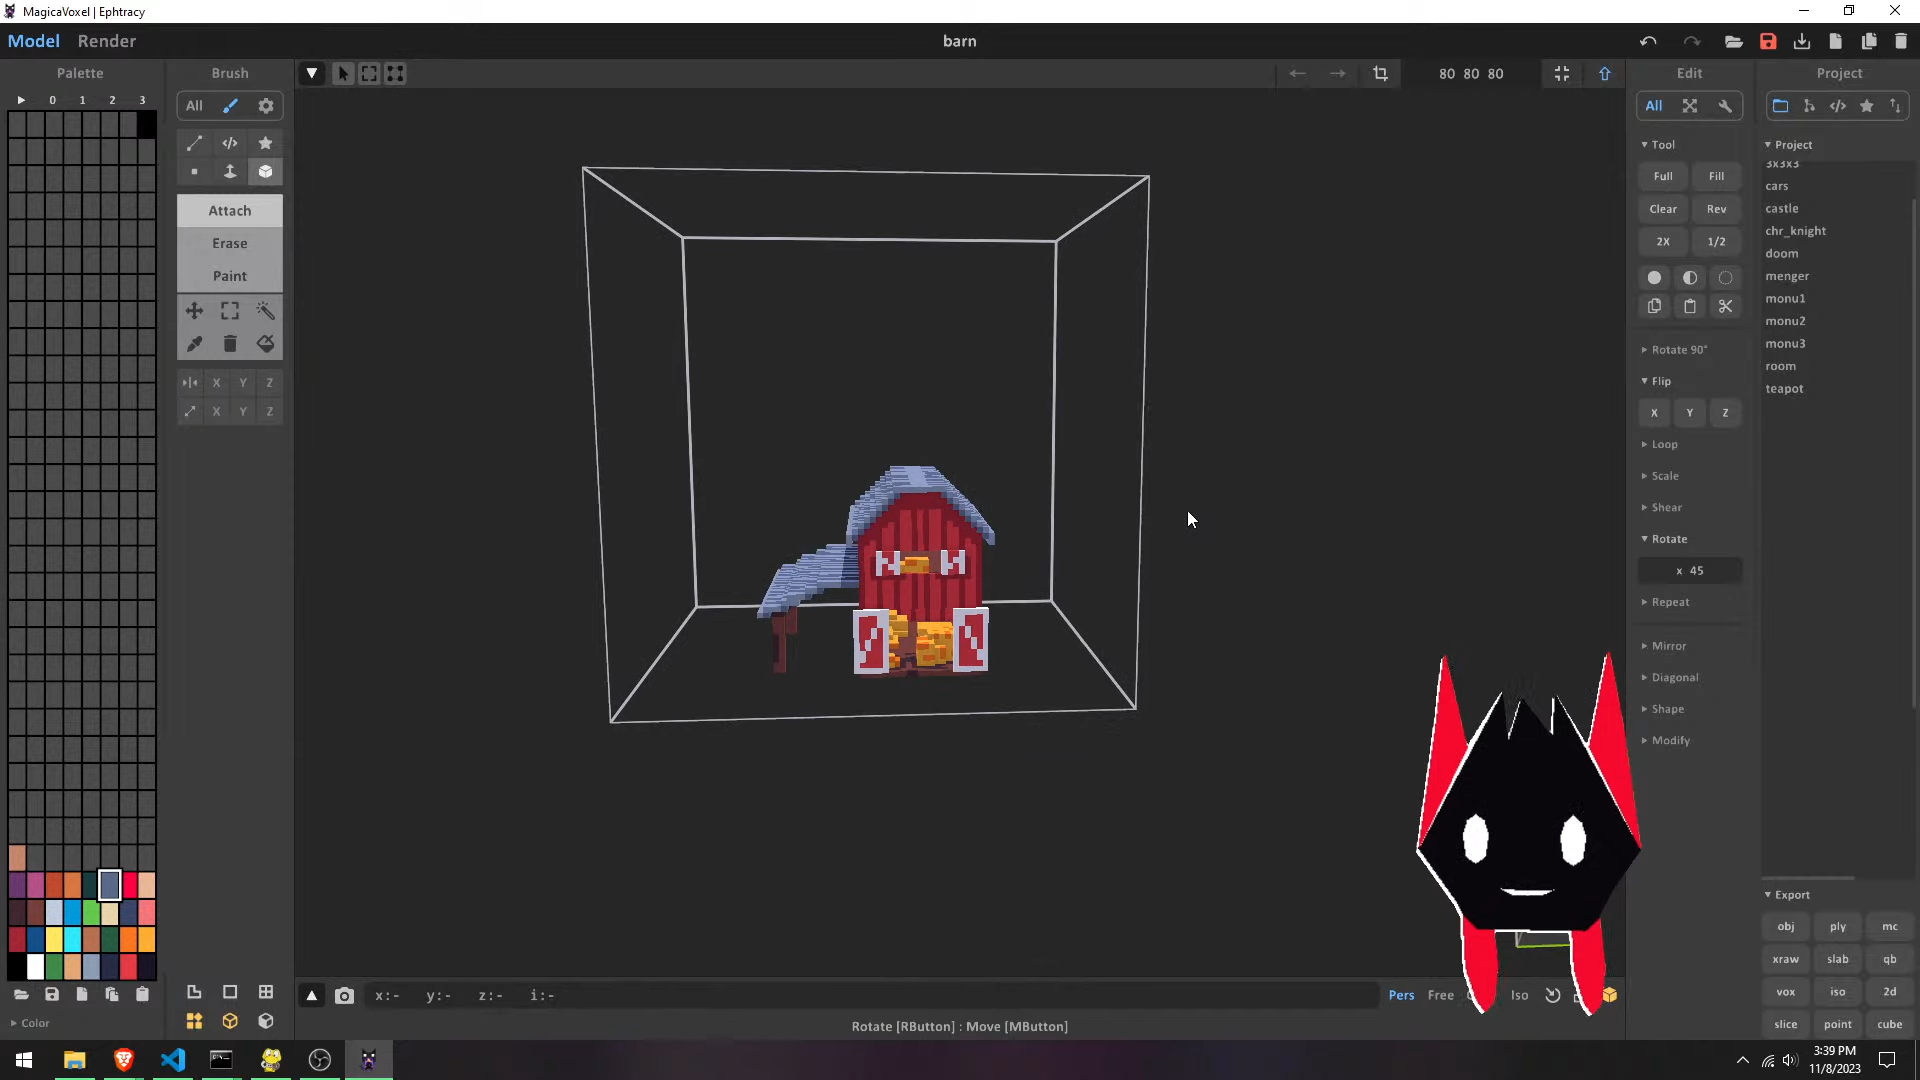 MagicaVoxel | Ephtracy
Model Render
barn
Palette
0 1 2 3
Brush
All
Attach
Erase
Paint
X Y Z
X Y Z
80 80 80
Edit
All
Tool
Full Fill
Clear Rev
2X 1/2
Rotate 90°
Flip
X Y Z
Loop
Scale
Shear
Rotate
x 45
Repeat
Mirror
Diagonal
Shape
Modify
Project
Project
3x3x3
cars
castle
chr_knight
doom
menger
monu1
monu2
monu3
room
teapot
Export
obj ply mc
xraw slab qb
vox iso 2d
slice point cube
Color
x:- y:- z:- i:-
Pers Free Iso
Rotate [RButton] : Move [MButton]
3:39 PM
11/8/2023